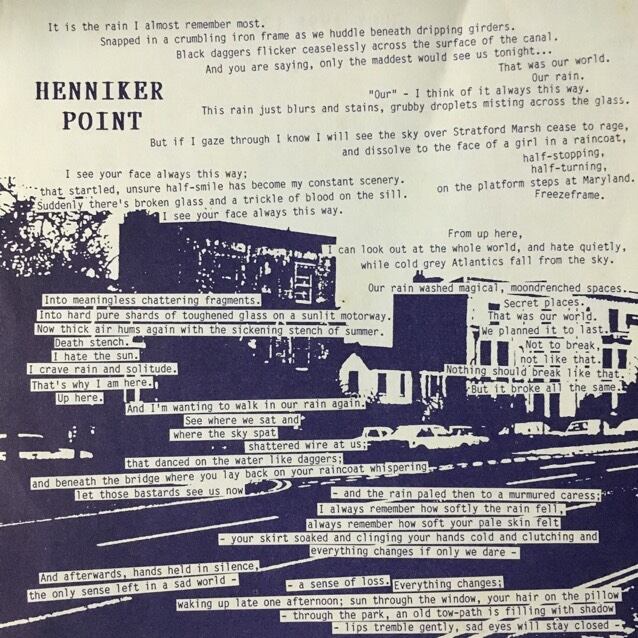 It is the rain I almost remember most.
Snapped in a crumbling iron frame as we huddle beneath dripping girders.
Black daggers flicker ceaselessly across the surface of the canal.
And you are saying, only the maddest would see us tonight...
That was our world.
Our rain.
HENNIKER
POINT
"Our" - I think of it always this way.
This rain just blurs and stains, grubby droplets misting across the glass.
But if I gaze through I know I will see the sky over Stratford Marsh cease to rage,
and dissolve to the face of a girl in a raincoat,
half-stopping,
half-turning,
on the platform steps at Maryland.
Freezeframe.
I see your face always this way;
that startled, unsure half-smile has become my constant scenery.
Suddenly there's broken glass and a trickle of blood on the sill.
I see your face always this way.
From up here,
I can look out at the whole world, and hate quietly,
while cold grey Atlantics fall from the sky.
Our rain washed magical, moondrenched spaces..
Secret places.
That was our world.
We planned it to last.
Not to break,
not like that.
Nothing should break like that.
But it broke all the same.
Into meaningless chattering fragments.
Into hard pure shards of toughened glass on a sunlit motorway.
Now thick air hums again with the sickening stench of summer.
Death stench.
I hate the sun.
I crave rain and solitude.
That's why I am here.
Up here.
And I'm wanting to walk in our rain again.
See where we sat and
where the sky spat
shattered wire at us;
that danced on the water like daggers;
and beneath the bridge where you lay back on your raincoat whispering
let those bastards see us now
- and the rain paled then to a murmured caress;
I always remember how softly the rain fell,
always remember how soft your pale skin felt
- your skirt soaked and clinging your hands cold and clutching and
everything changes if only we dare -
And afterwards, hands held in silence,
the only sense left in a sad world -
- a sense of loss. Everything changes;
waking up late one afternoon; sun through the window, your hair on the pillow
- through the park, an old tow-path is filling with shadow
- lips tremble gently, sad eyes will stay closed -